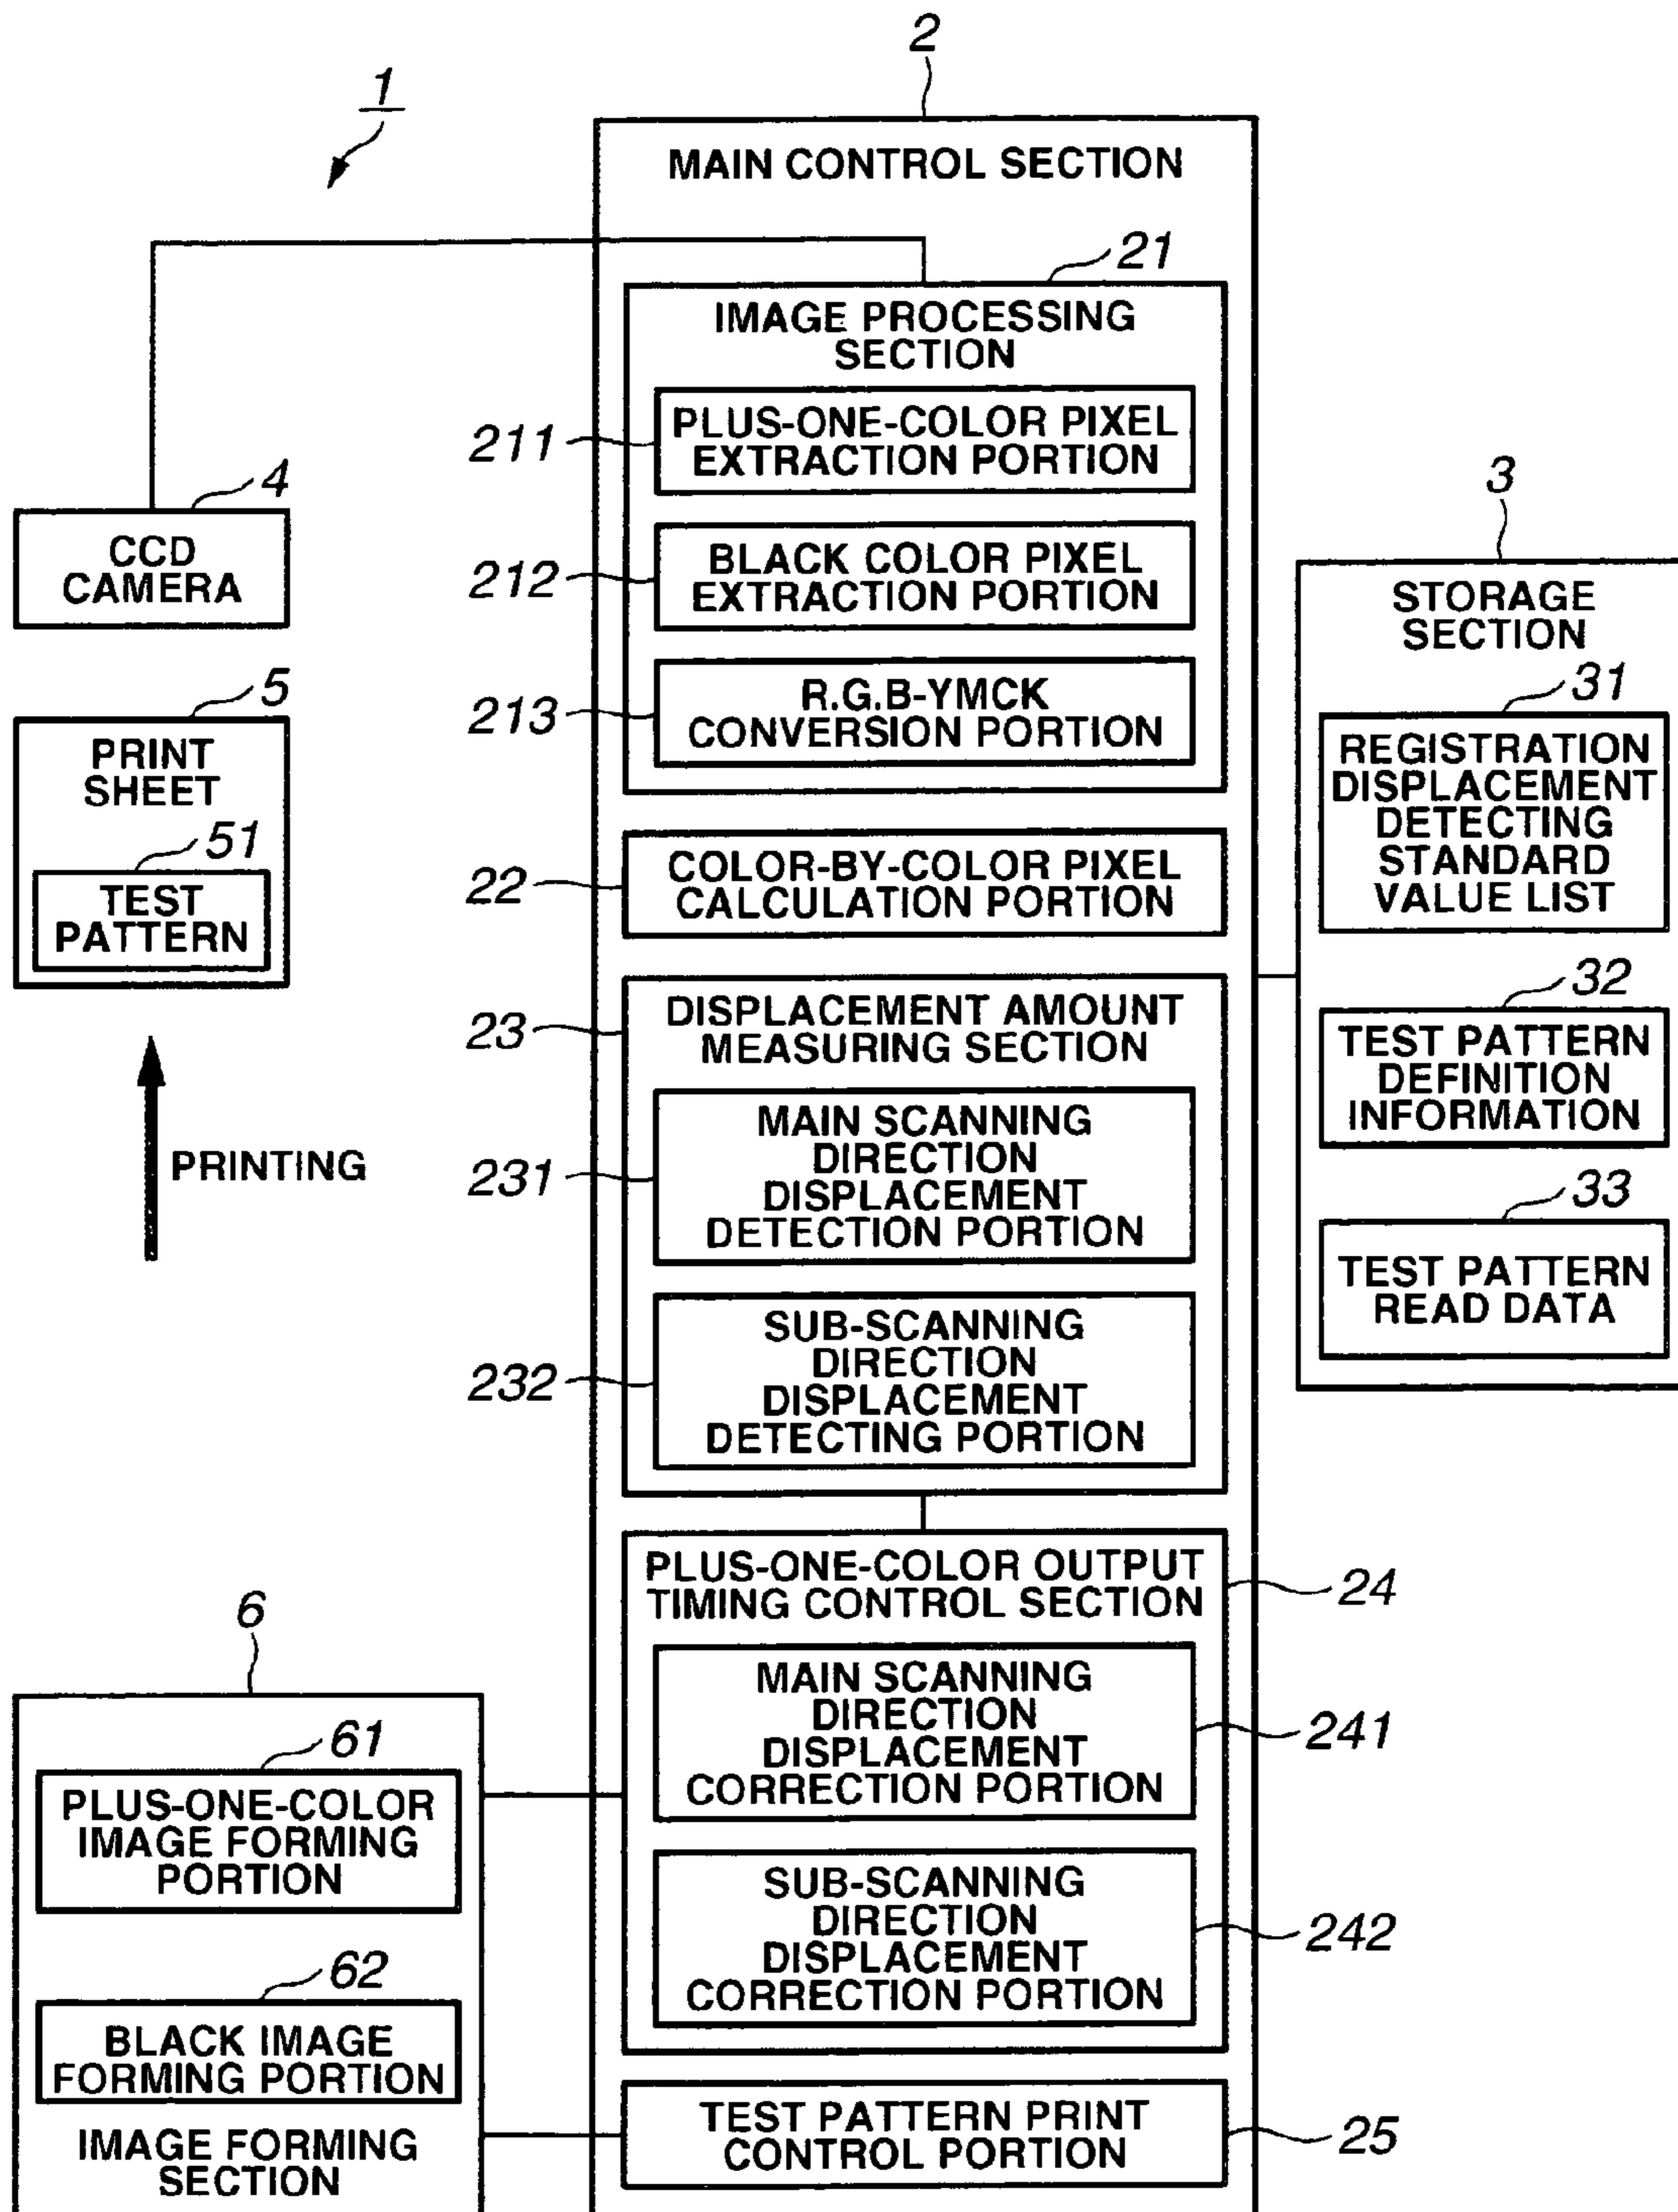 1
2
MAIN CONTROL SECTION
21
IMAGE PROCESSING
SECTION
211
PLUS-ONE-COLOR PIXEL
EXTRACTION PORTION
212
BLACK COLOR PIXEL
EXTRACTION PORTION
213
R.G.B-YMCK
CONVERSION PORTION
22
COLOR-BY-COLOR PIXEL
CALCULATION PORTION
23
DISPLACEMENT AMOUNT
MEASURING SECTION
231
MAIN SCANNING
DIRECTION
DISPLACEMENT
DETECTION PORTION
232
SUB-SCANNING
DIRECTION
DISPLACEMENT
DETECTING PORTION
PLUS-ONE-COLOR OUTPUT
TIMING CONTROL SECTION
24
MAIN SCANNING
DIRECTION
DISPLACEMENT
CORRECTION PORTION
241
SUB-SCANNING
DIRECTION
DISPLACEMENT
CORRECTION PORTION
242
TEST PATTERN PRINT
CONTROL PORTION
25
4
CCD
CAMERA
5
PRINT
SHEET
51
TEST
PATTERN
PRINTING
6
61
PLUS-ONE-COLOR
IMAGE FORMING
PORTION
62
BLACK IMAGE
FORMING PORTION
IMAGE FORMING
SECTION
3
STORAGE
SECTION
31
REGISTRATION
DISPLACEMENT
DETECTING
STANDARD
VALUE LIST
32
TEST PATTERN
DEFINITION
INFORMATION
33
TEST PATTERN
READ DATA